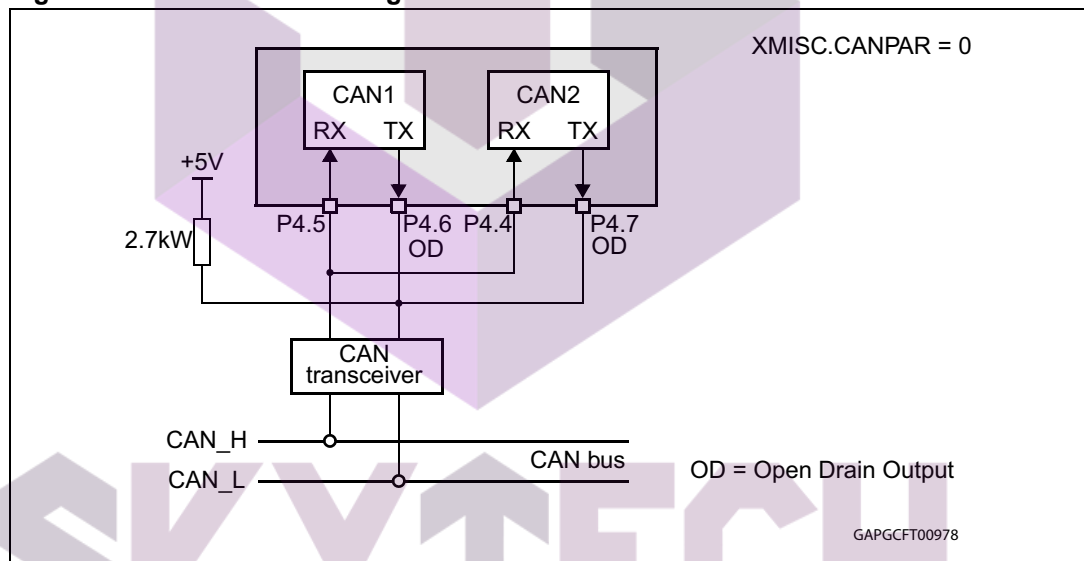 XMISC.CANPAR = 0
CAN1
CAN2
RX TX
RX TX
+5V
P4.5
P4.6
OD
P4.4
P4.7
OD
2.7kW
CAN
transceiver
CAN_H
CAN bus
CAN_L
OD = Open Drain Output
GAPGCFT00978
SKYTECH